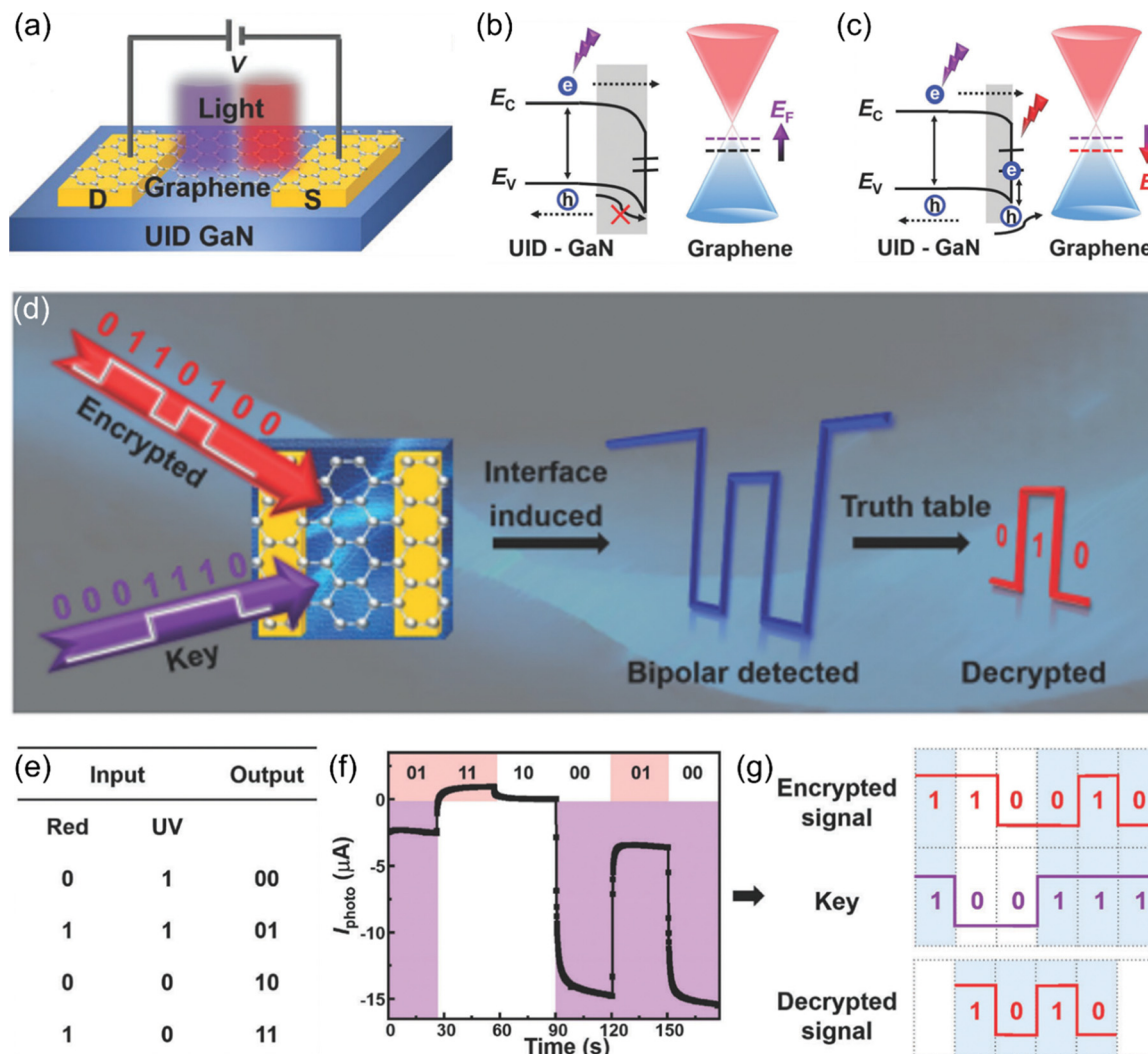 (a)
V
Light
Graphene
D
S
UID GaN
(b)
e
E_C
E_F
E_V
h
UID - GaN
Graphene
(c)
e
E_C
e
E_V
h
h
E
UID - GaN
Graphene
(d)
0 1 1 0 1 0 0
Encrypted
0 0 0 1 1 1 0
Key
Interface
induced
Bipolar detected
Truth table
0 1 0
Decrypted
(e)
Input Output
Red UV
0 1 00
1 1 01
0 0 10
1 0 11
(f)
01 11 10 00 01 00
0
-5
-10
-15
I_photo (μA)
0 30 60 90 120 150
Time (s)
(g)
Encrypted
signal
1 1 0 0 1 0
Key
1 0 0 1 1 1
Decrypted
signal
1 0 1 0